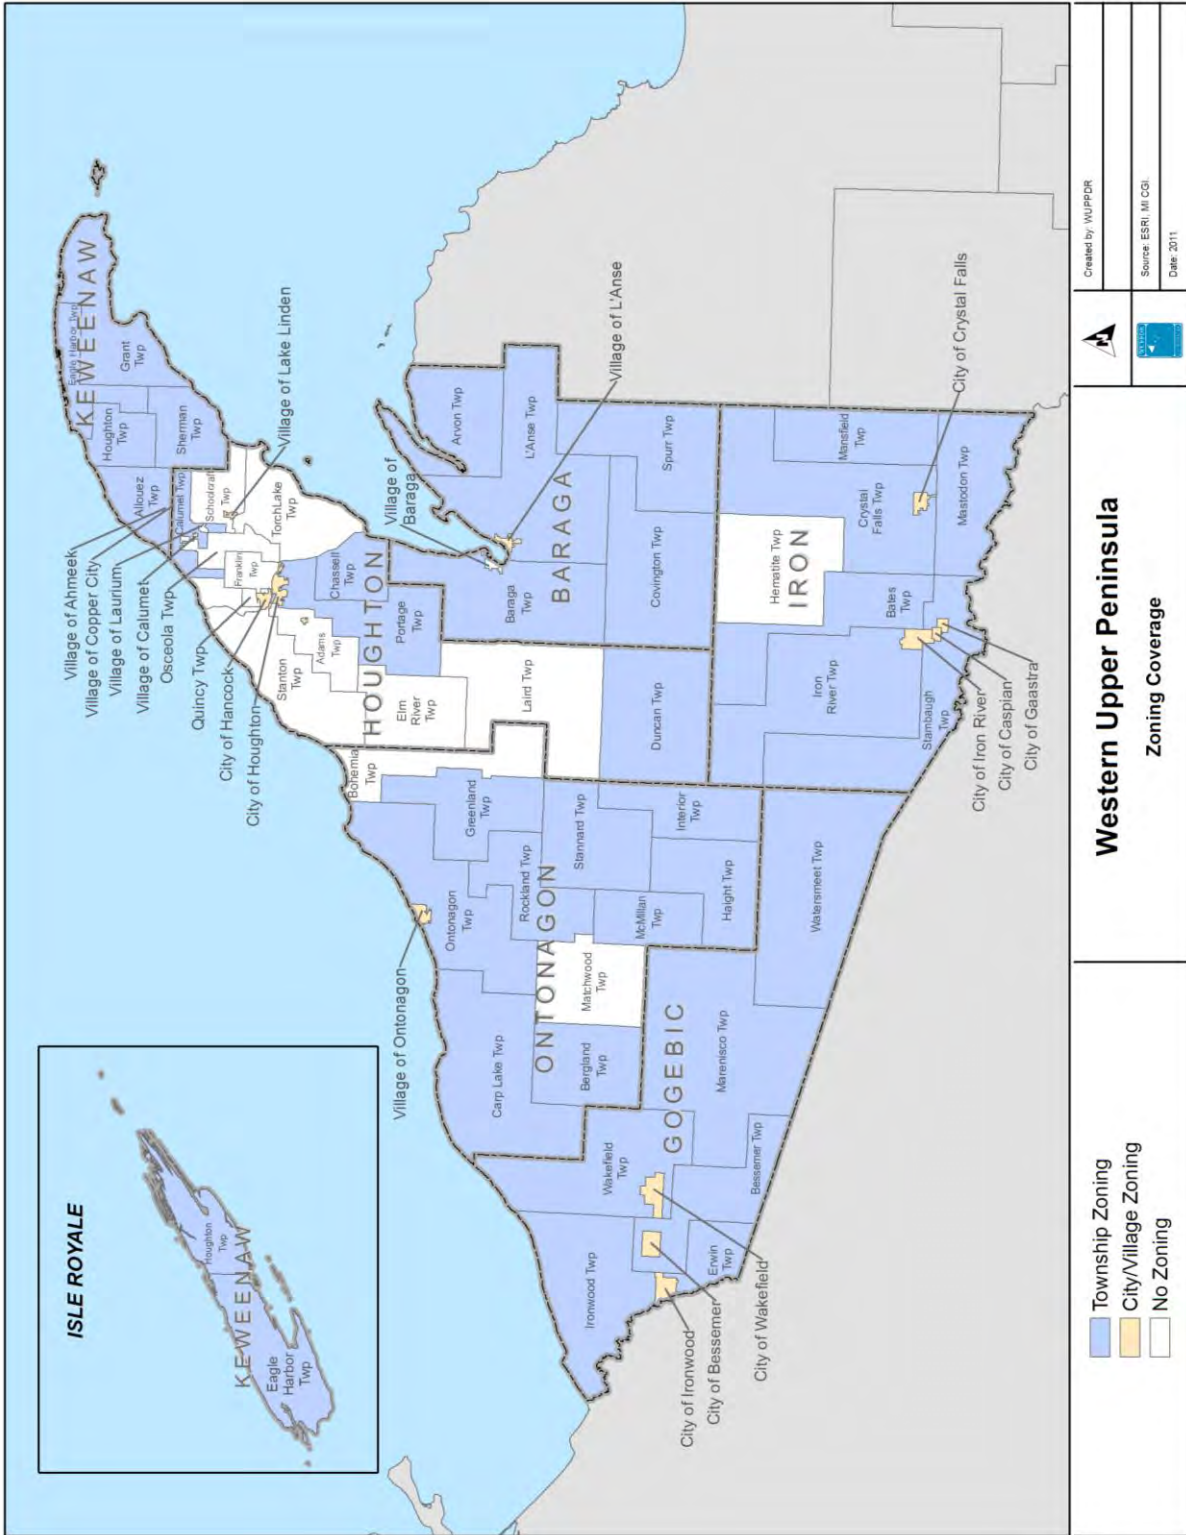 ISLE ROYALE
KEWEENAW
Houghton
Twp
Eagle
Harbor
Twp
KEWEENAW
Eagle Harbor Twp
Grant
Twp
Houghton
Twp
Sherman
Twp
Allouez
Twp
Calumet Twp
Schoolcraft
Twp
TorchLake
Twp
Franklin
Twp
Village of Lake Linden
Village of Ahmeek
Village of Copper City
Village of Laurium
Village of Calumet
Osceola Twp
Quincy Twp
City of Hancock
City of Houghton
HOUGHTON
Chassell
Twp
Portage
Twp
Adams
Twp
Stanton
Twp
Elm
River
Twp
Laird Twp
Duncan Twp
BARAGA
Village of
Baraga
Village of L'Anse
Arvon Twp
L'Anse Twp
Spurr Twp
Baraga
Twp
Covington Twp
IRON
Hematite Twp
Mansfield
Twp
Crystal
Falls Twp
City of Crystal Falls
Mastodon Twp
Bates
Twp
Iron
River Twp
Stambaugh
Twp
City of Iron River
City of Caspian
City of Gaastra
ONTONAGON
Village of Ontonagon
Bohemia
Twp
Greenland
Twp
Ontonagon
Twp
Rockland Twp
Stannard Twp
Interior
Twp
McMillan
Twp
Haight Twp
Matchwood
Twp
Bergland
Twp
Carp Lake Twp
GOGEBIC
Watersmeet Twp
Marenisco Twp
Wakefield
Twp
Bessemer Twp
Erwin
Twp
Ironwood Twp
City of Ironwood
City of Bessemer
City of Wakefield
Township Zoning
City/Village Zoning
No Zoning
Western Upper Peninsula
Zoning Coverage
N
Created by: WUPPDR
Source: ESRI, MI CGI.
Date: 2011